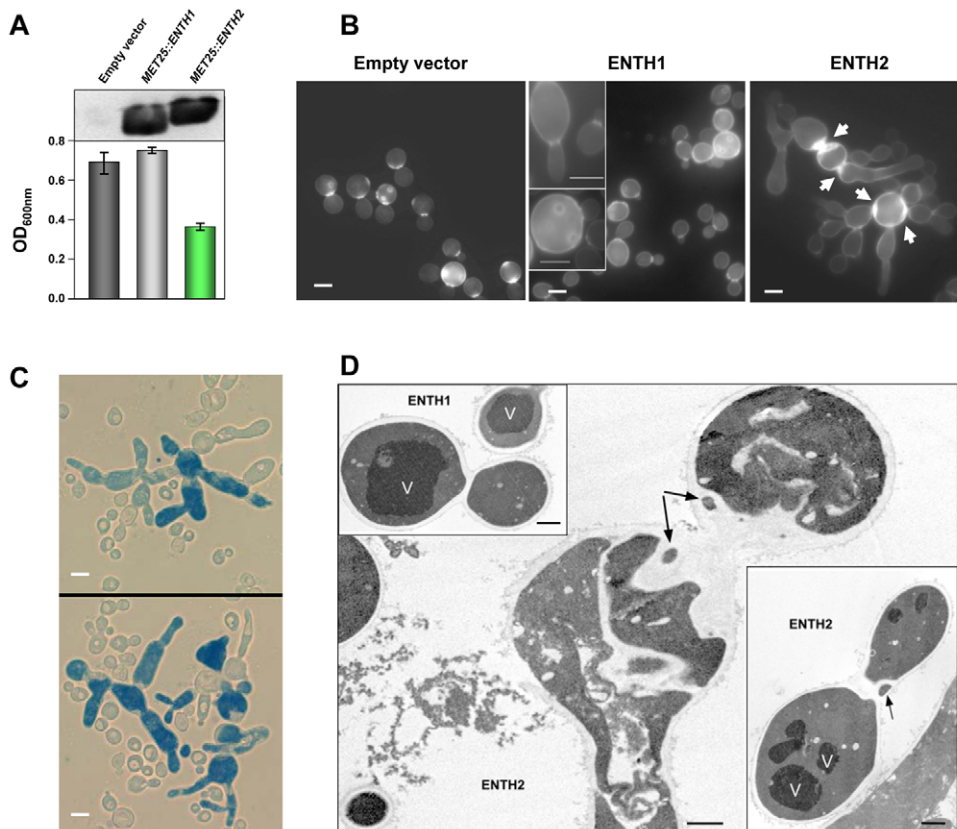 A
Empty vector
MET25::ENTH1
MET25::ENTH2
0.8
0.6
0.4
0.2
0.0
OD600nm
B
Empty vector
ENTH1
ENTH2
C
D
ENTH1
V
V
ENTH2
ENTH2
V
V